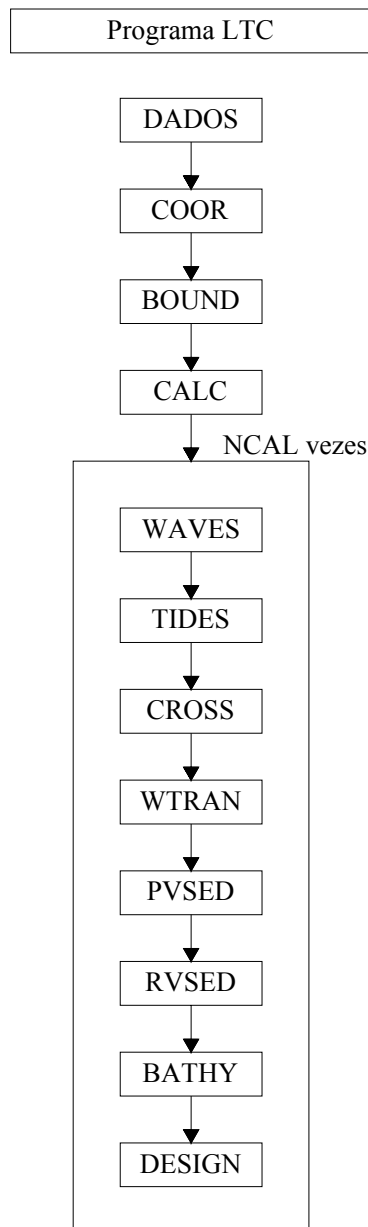 Programa LTC
DADOS
COOR
BOUND
CALC
NCAL vezes
WAVES
TIDES
CROSS
WTRAN
PVSED
RVSED
BATHY
DESIGN